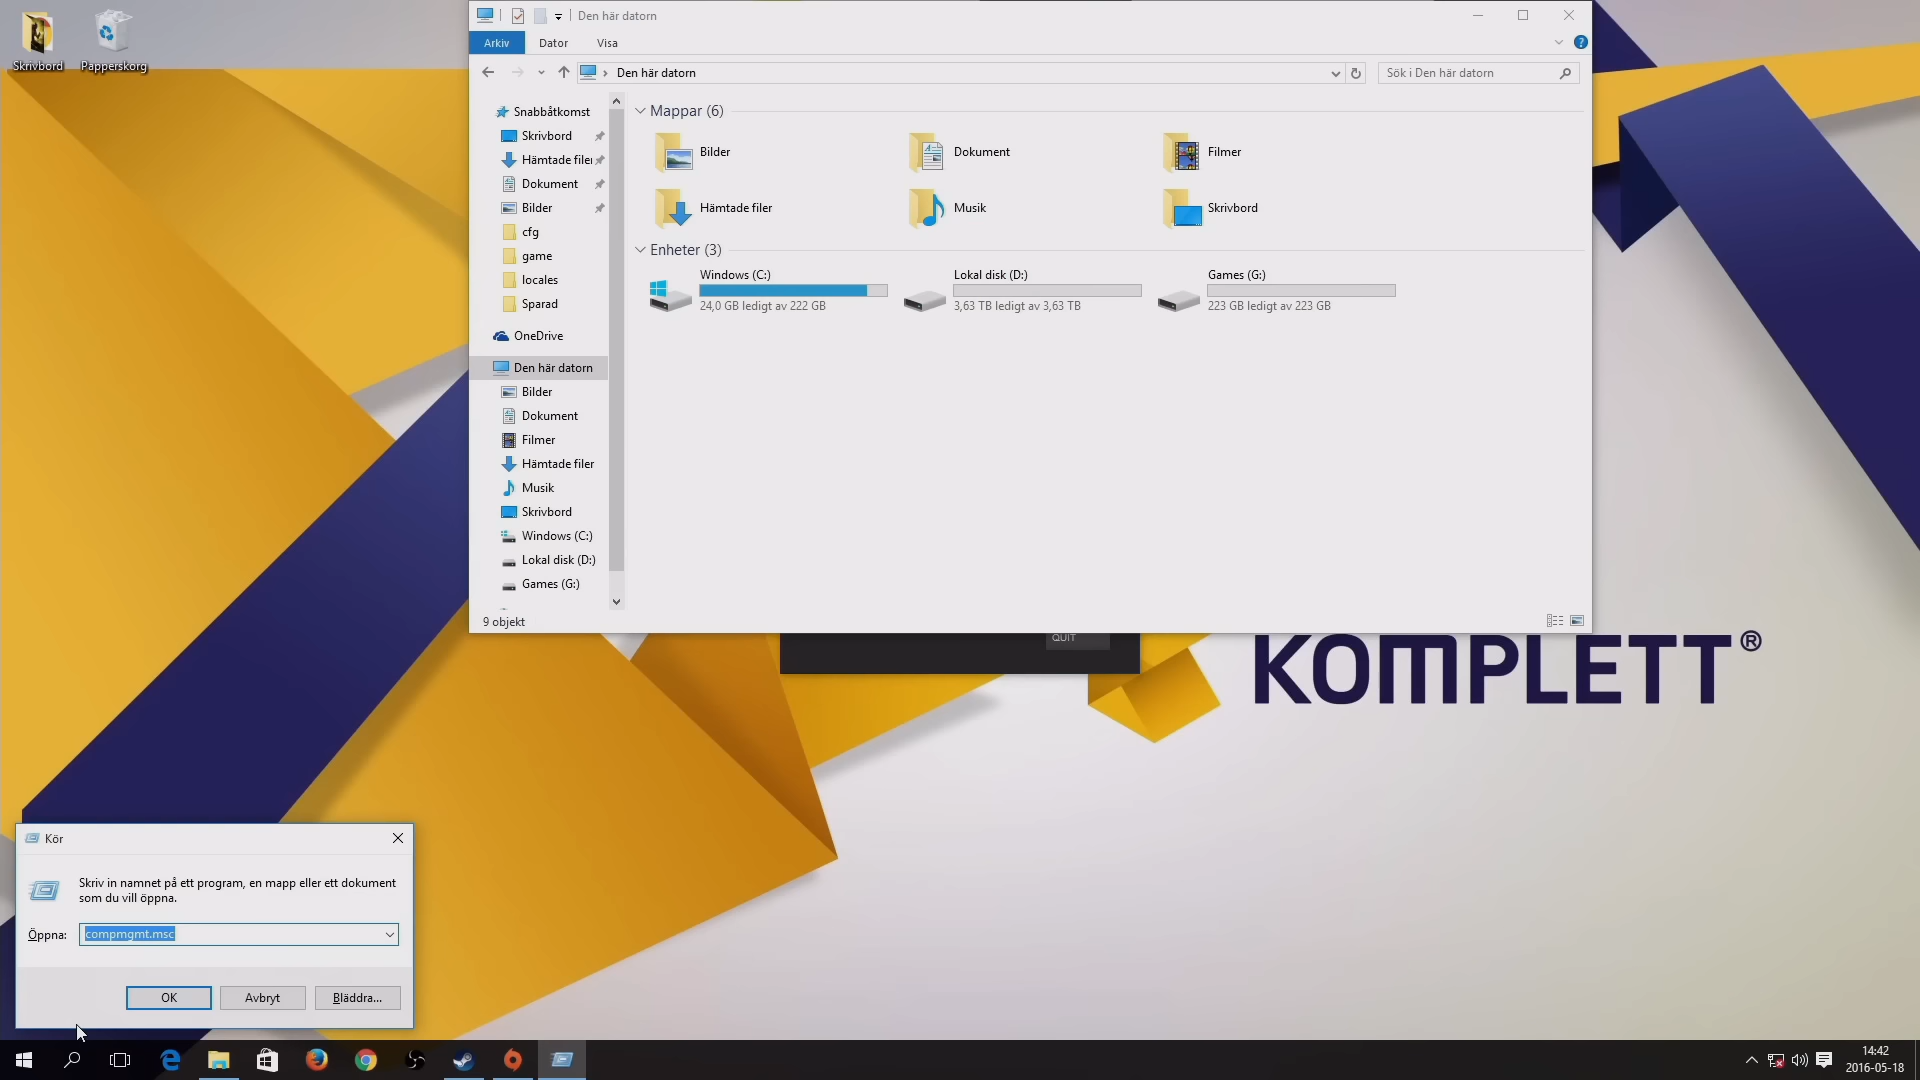 Skrivbord
Papperskorg
Den här datorn
Arkiv
Dator
Visa
Den här datorn
Sök i Den här datorn
Snabbåtkomst
Skrivbord
Hämtade filer
Dokument
Bilder
cfg
game
locales
Sparad
OneDrive
Den här datorn
Bilder
Dokument
Filmer
Hämtade filer
Musik
Skrivbord
Windows (C:)
Lokal disk (D:)
Games (G:)
Mappar (6)
Bilder
Dokument
Filmer
Hämtade filer
Musik
Skrivbord
Enheter (3)
Windows (C:)
24,0 GB ledigt av 222 GB
Lokal disk (D:)
3,63 TB ledigt av 3,63 TB
Games (G:)
223 GB ledigt av 223 GB
9 objekt
QUIT
KOMPLETT®
Kör
Skriv in namnet på ett program, en mapp eller ett dokument
som du vill öppna.
Öppna:
compmgmt.msc
OK
Avbryt
Bläddra...
14:42
2016-05-18